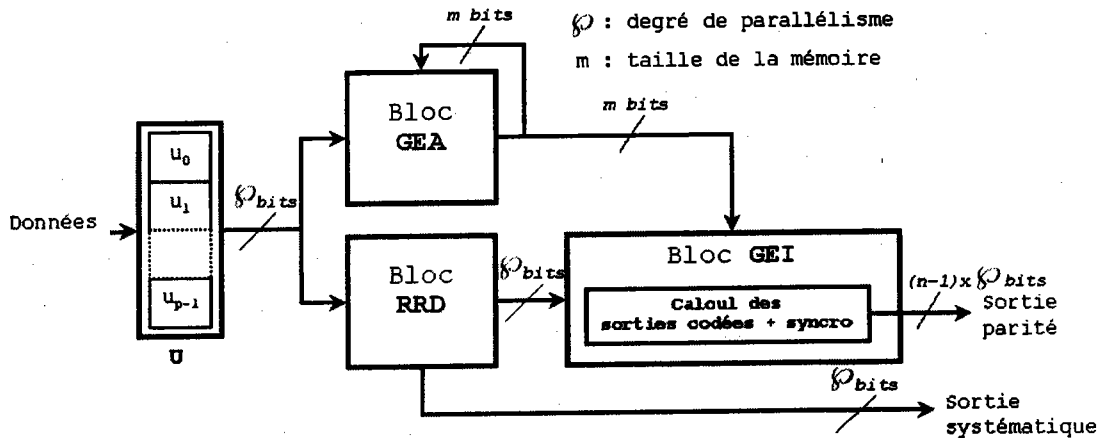 m bits
℘ : degré de parallélisme
m : taille de la mémoire
Bloc
GEA
m bits
u0
u1
up-1
U
Données
℘bits
Bloc
RRD
℘bits
Bloc GEI
Calcul des
sorties codées + syncro
(n-1)x ℘bits
Sortie
parité
℘bits
Sortie
systématique